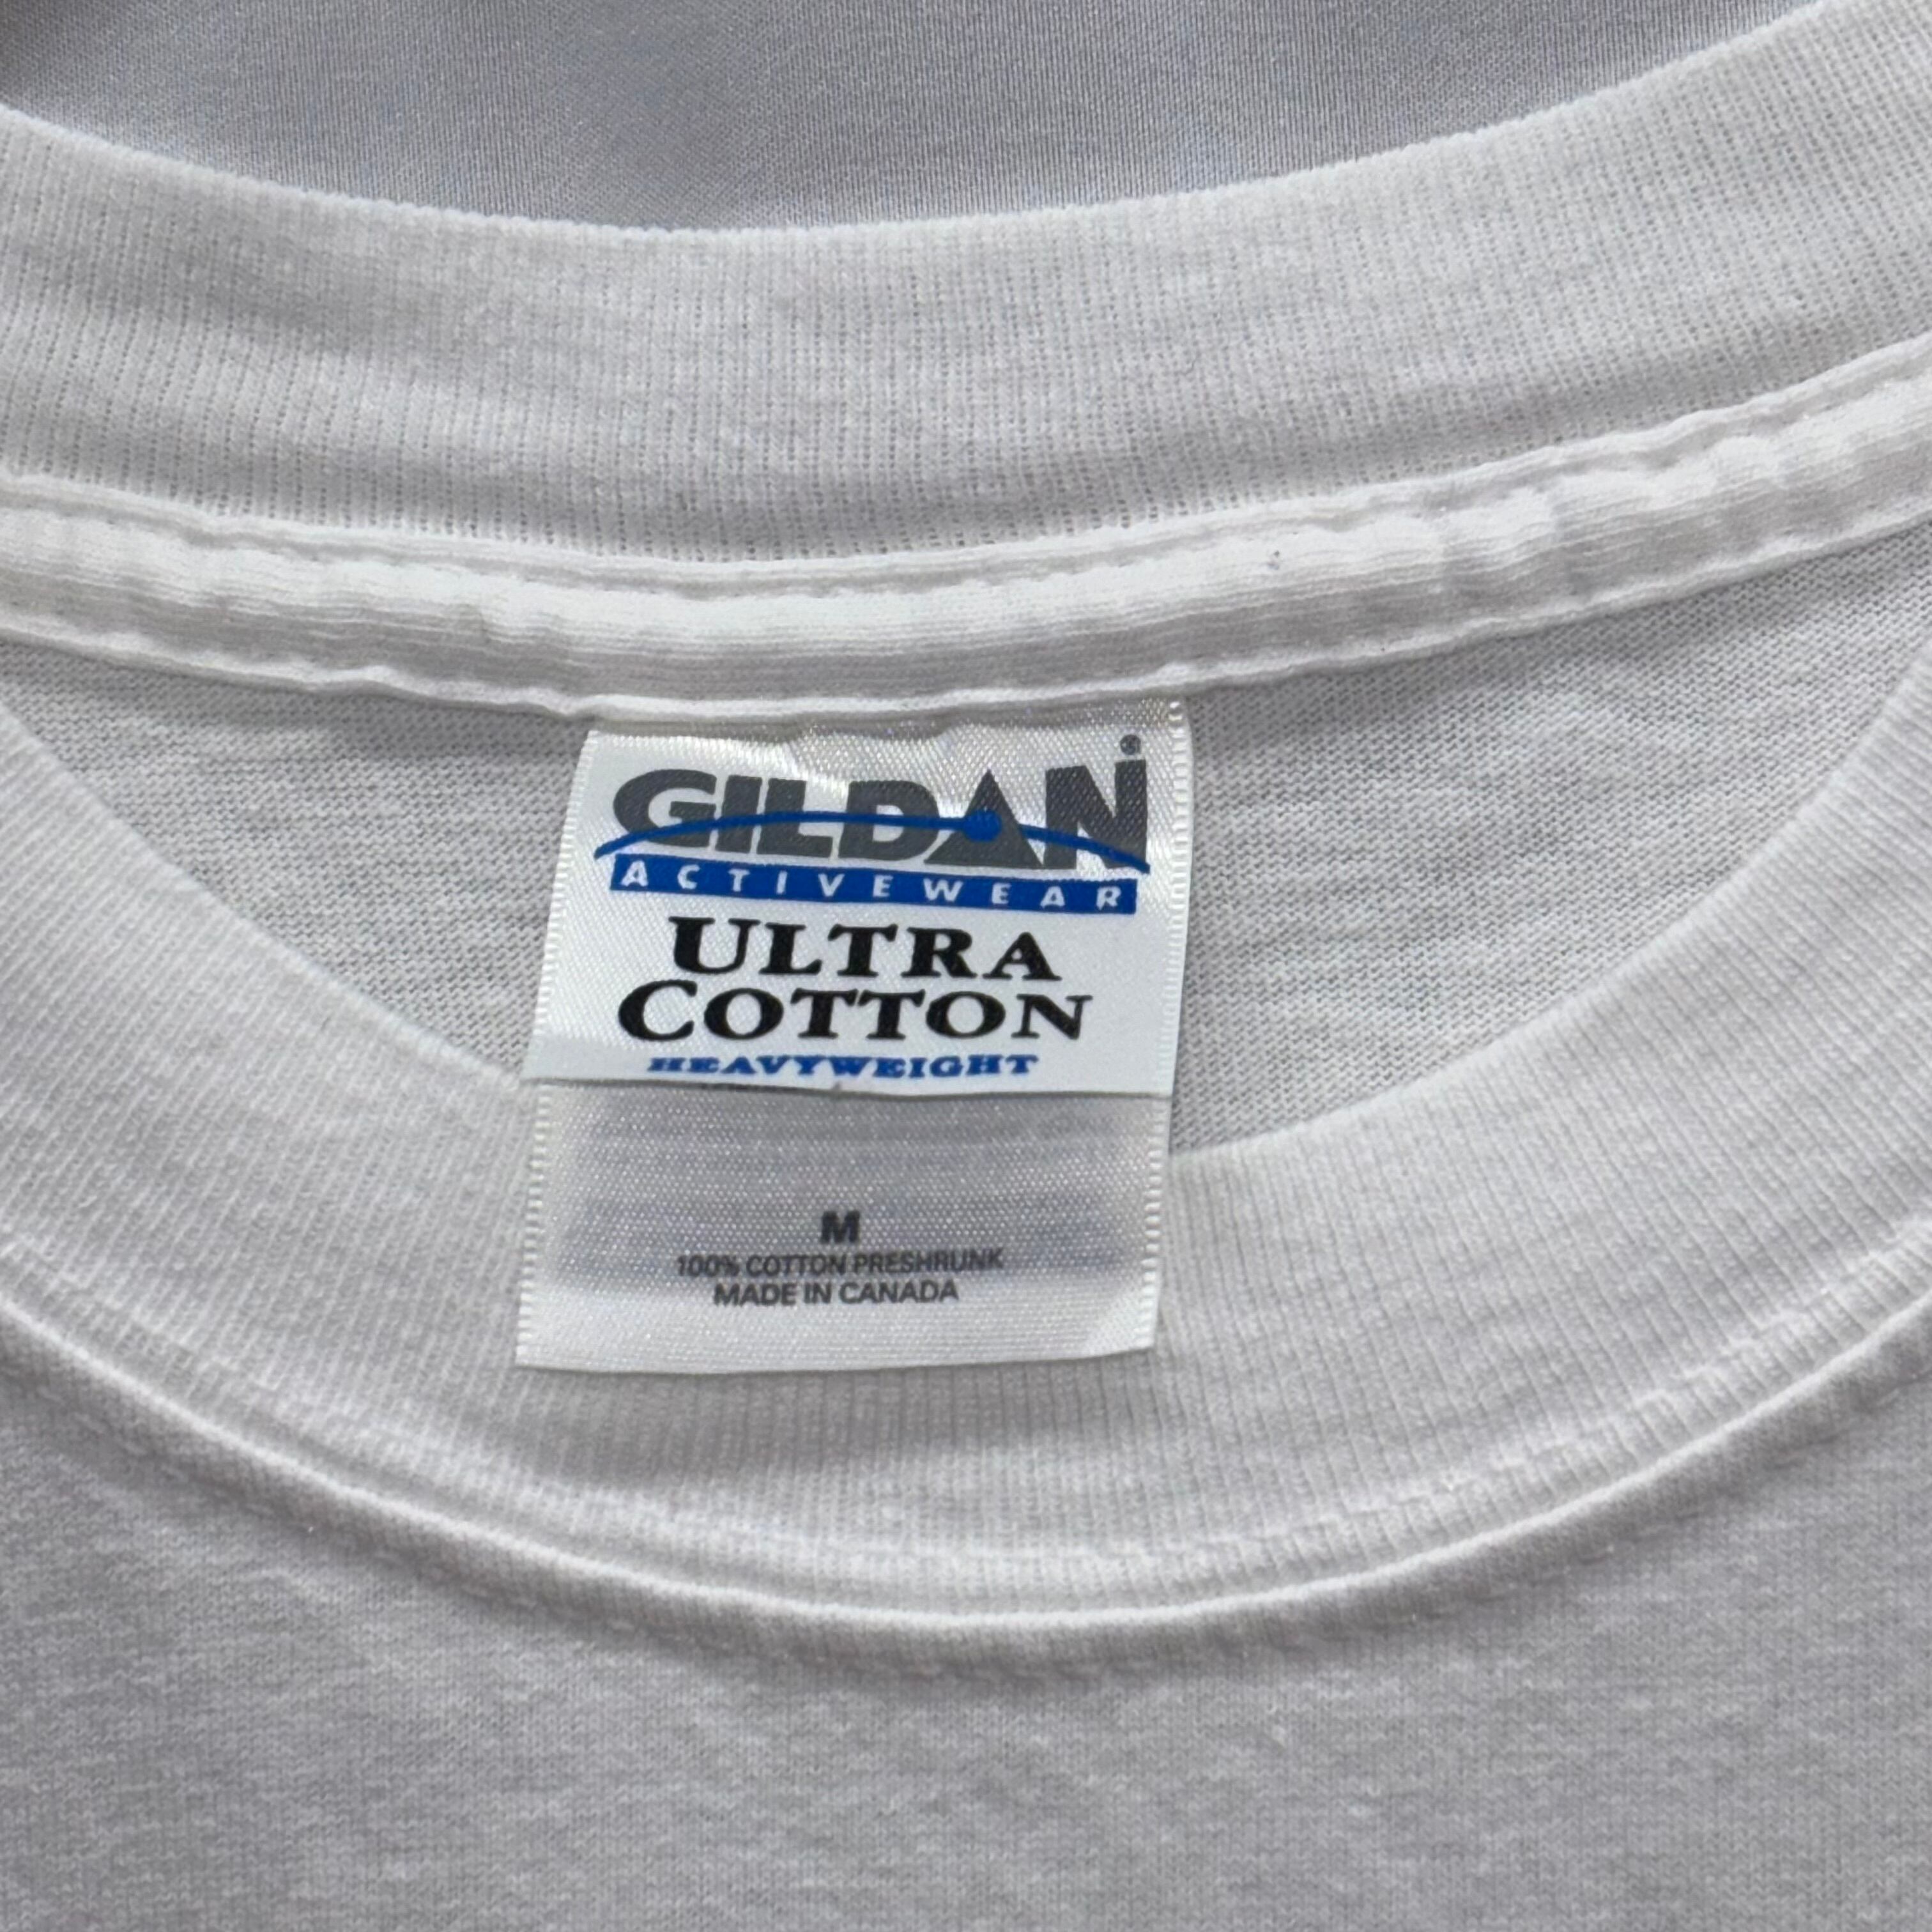 GILDAN
ACTIVEWEAR
ULTRA
COTTON
HEAVYWEIGHT
M
100% COTTON PRESHRUNK
MADE IN CANADA